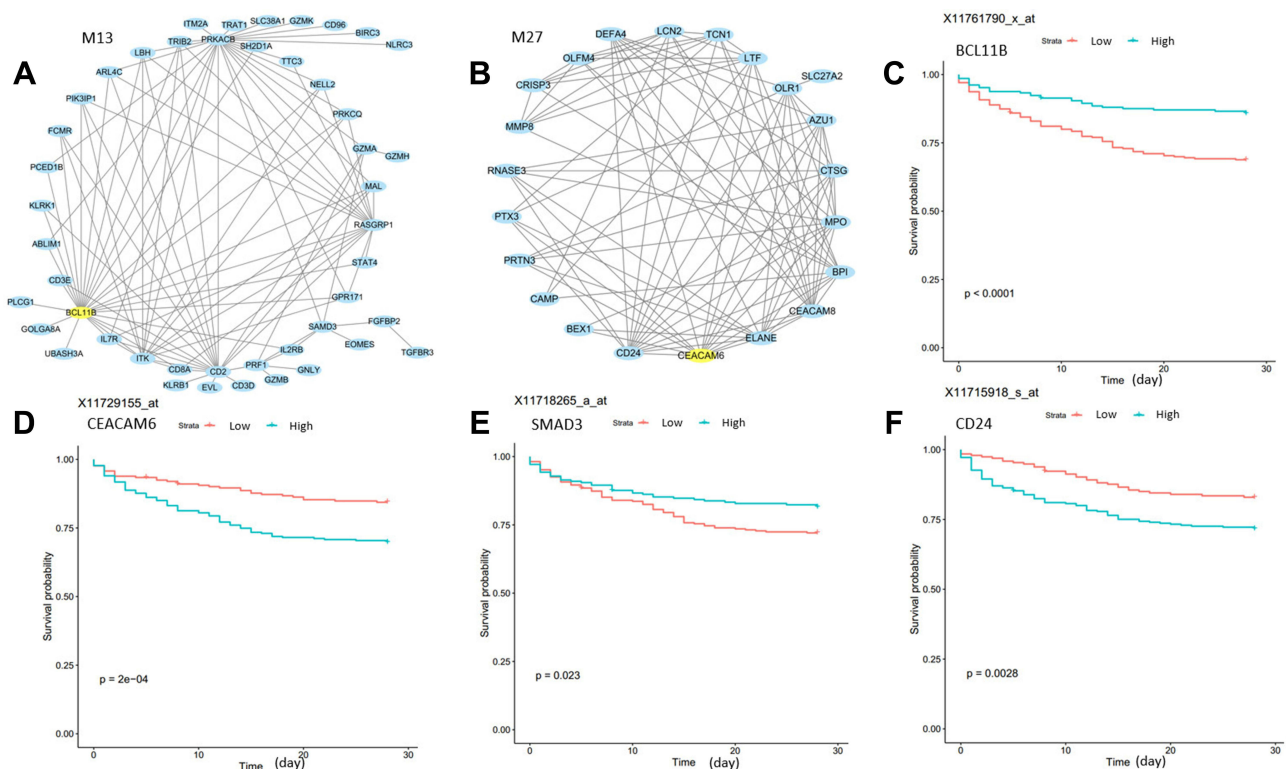 A
M13
ITM2A
TRAT1
SLC38A1
GZMK
CD96
BIRC3
NLRC3
PRKACB
SH2D1A
TRIB2
LBH
TTC3
ARL4C
NELL2
PIK3IP1
PRKCQ
FCMR
GZMA
GZMH
PCED1B
MAL
KLRK1
RASGRP1
ABLIM1
STAT4
CD3E
GPR171
PLCG1
BCL11B
GOLGA8A
SAMD3
FGFBP2
UBASH3A
IL7R
EOMES
TGFBR3
ITK
IL2RB
CD8A
CD2
PRF1
GNLY
KLRB1
EVL
CD3D
GZMB
B
M27
DEFA4
LCN2
TCN1
OLFM4
LTF
SLC27A2
CRISP3
OLR1
MMP8
AZU1
RNASE3
CTSG
PTX3
MPO
PRTN3
BPI
CAMP
CEACAM8
BEX1
ELANE
CD24
CEACAM6
C
X11761790_x_at
BCL11B
Strata Low High
Survival probability
1.00
0.75
0.50
0.25
0.00
p < 0.0001
0 10 20 30
Time (day)
D
X11729155_at
CEACAM6
Strata Low High
Survival probability
1.00
0.75
0.50
0.25
0.00
p = 2e−04
0 10 20 30
Time (day)
E
X11718265_a_at
SMAD3
Strata Low High
Survival probability
1.00
0.75
0.50
0.25
0.00
p = 0.023
0 10 20 30
Time (day)
F
X11715918_s_at
CD24
Strata Low High
Survival probability
1.00
0.75
0.50
0.25
0.00
p = 0.0028
0 10 20 30
Time (day)